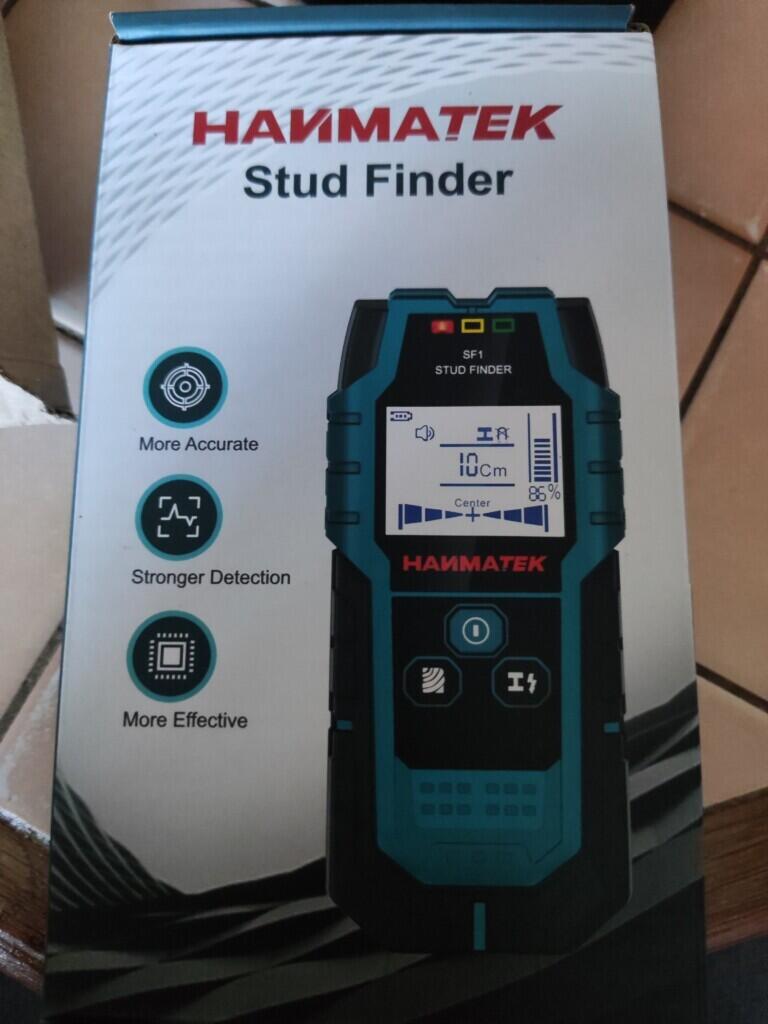 HANMATEK
Stud Finder
More Accurate
Stronger Detection
More Effective
SF1
STUD FINDER
10Cm
86%
Center
HANMATEK